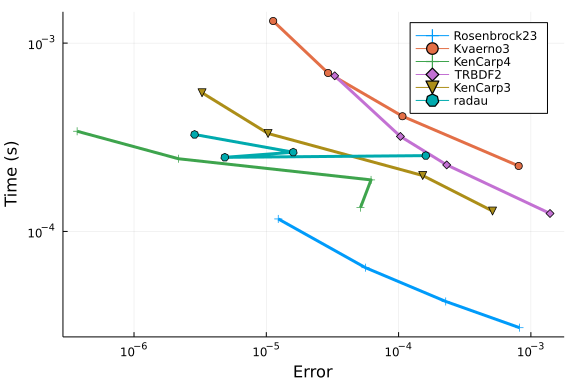 10⁻³
Rosenbrock23
Kvaerno3
KenCarp4
TRBDF2
KenCarp3
radau
Time (s)
10⁻⁴
10⁻⁶ 10⁻⁵ 10⁻⁴ 10⁻³
Error